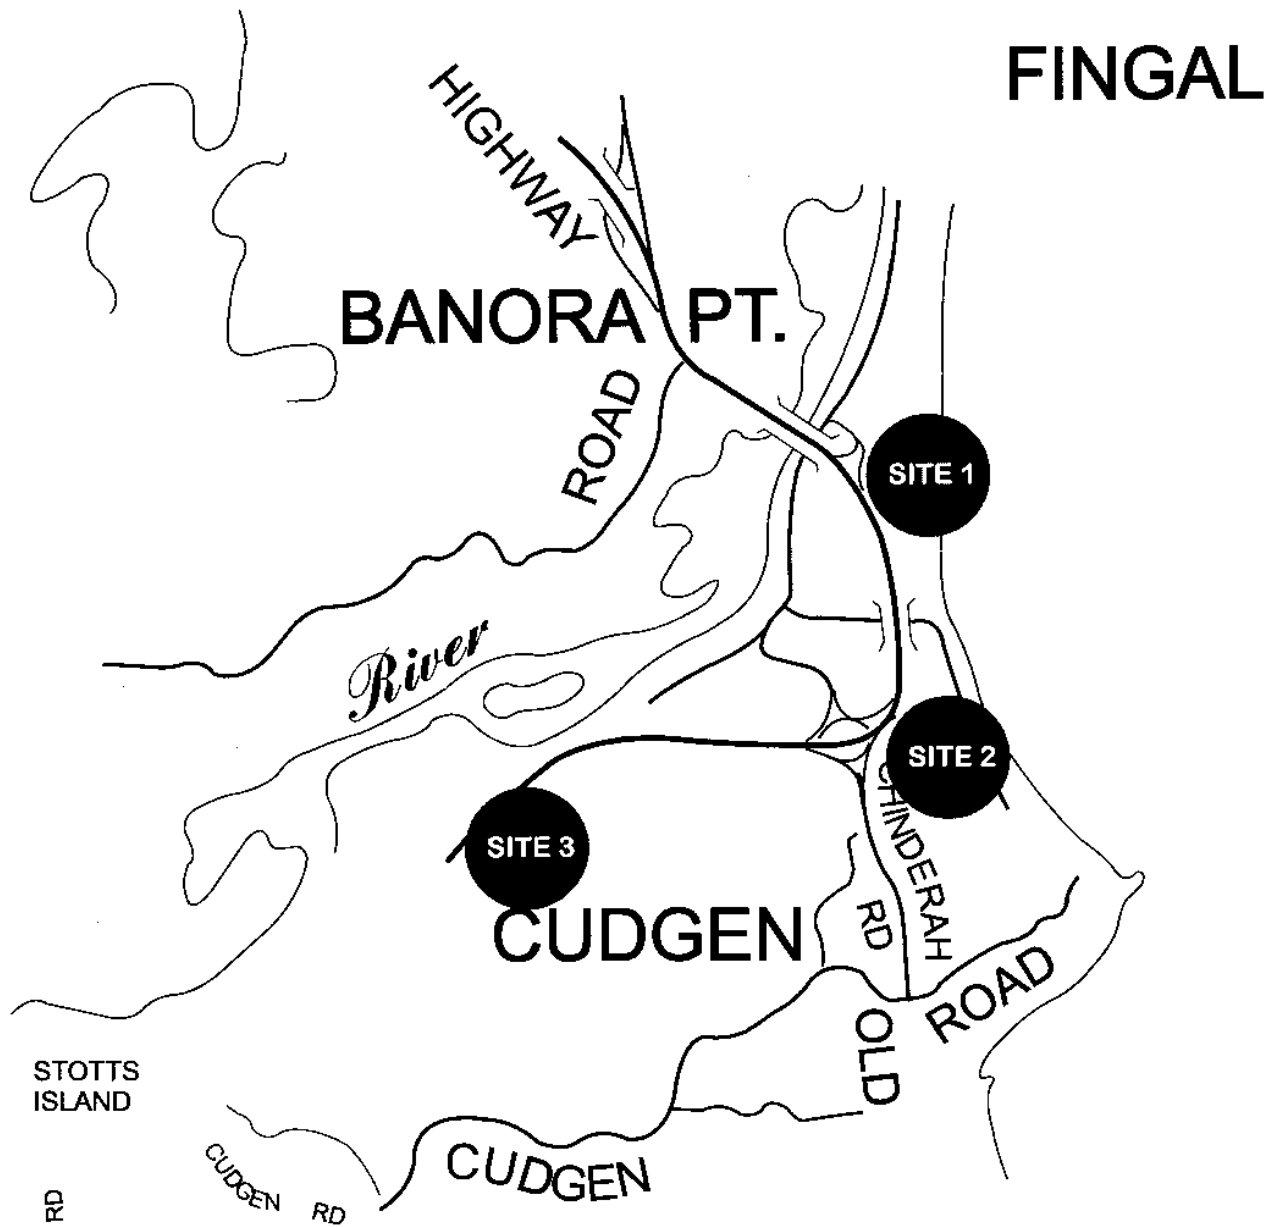 FINGAL
HIGHWAY
BANORA PT.
ROAD
SITE 1
River
SITE 2
CHINDERAH
SITE 3
RD
CUDGEN
ROAD
OLD
STOTTS
ISLAND
CUDGEN
CUDGEN RD
RD